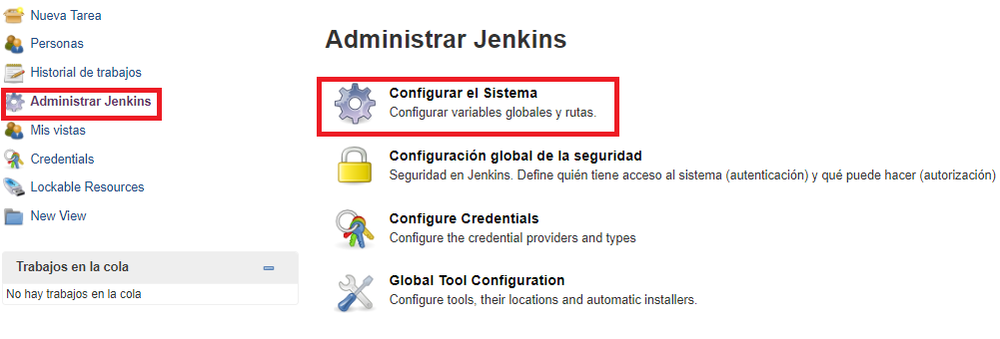 Nueva Tarea
Personas
Historial de trabajos
Administrar Jenkins
Mis vistas
Credentials
Lockable Resources
New View
Trabajos en la cola
No hay trabajos en la cola
Administrar Jenkins
Configurar el Sistema
Configurar variables globales y rutas.
Configuración global de la seguridad
Seguridad en Jenkins. Define quién tiene acceso al sistema (autenticación) y qué puede hacer (autorización)
Configure Credentials
Configure the credential providers and types
Global Tool Configuration
Configure tools, their locations and automatic installers.